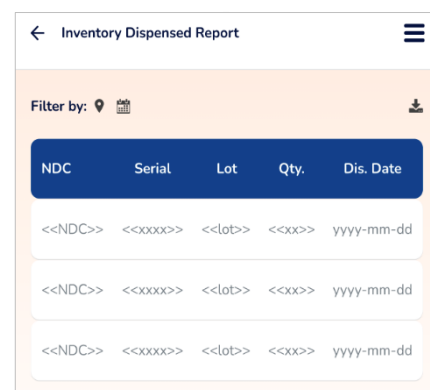 Inventory Dispensed Report
Filter by:
NDC Serial Lot Qty. Dis. Date
<<NDC>> <<xxxx>> <<lot>> <<xx>> yyyy-mm-dd
<<NDC>> <<xxxx>> <<lot>> <<xx>> yyyy-mm-dd
<<NDC>> <<xxxx>> <<lot>> <<xx>> yyyy-mm-dd